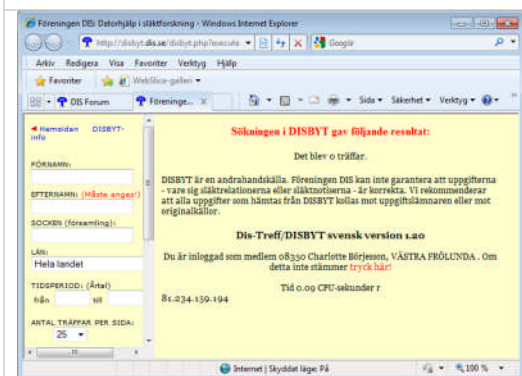 Föreningen DIS: Datorhjälp i släktforskning - Windows Internet Explorer
http://disbyt.dis.se/disbyt.php?execute
Google
Arkiv Redigera Visa Favoriter Verktyg Hjälp
Favoriter WebSlice-galleri
DIS Forum Föreninge... Sida Säkerhet Verktyg
Hemsidan DISBYT-
info
FÖRNAMN:
EFTERNAMN: (Måste anges!)
SOCKEN (församling):
LÄN:
Hela landet
TIDSPERIOD: (Årtal)
från till
ANTAL TRÄFFAR PER SIDA:
25
Sökningen i DISBYT gav följande resultat:
Det blev 0 träffar.
DISBYT är en andrahandskälla. Föreningen DIS kan inte garantera att uppgifterna
- vare sig släktrelationerna eller släktnotiserna - är korrekta. Vi rekommenderar
att alla uppgifter som hämtas från DISBYT kollas mot uppgiftslämnaren eller mot
originalkällor.
Dis-Treff/DISBYT svensk version 1.20
Du är inloggad som medlem 08350 Charlotte Börjesson, VÄSTRA FRÖLUNDA . Om
detta inte stämmer tryck här!
Tid 0.09 CPU-sekunder r
81.234.159.194
Internet | Skyddat läge: På
100 %